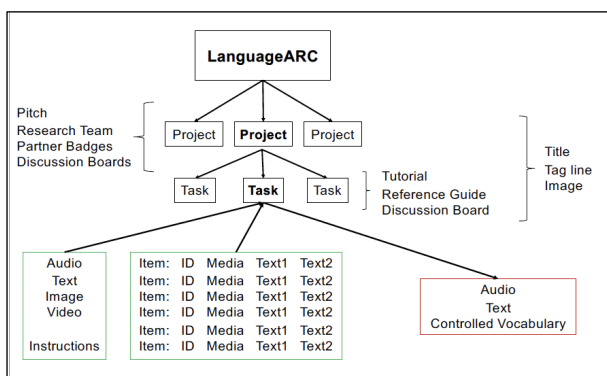 LanguageARC
Pitch
Research Team
Partner Badges
Discussion Boards
Project Project Project
Title
Tag line
Image
Task Task Task
Tutorial
Reference Guide
Discussion Board
Audio
Text
Image
Video
Instructions
Item: ID Media Text1 Text2
Item: ID Media Text1 Text2
Item: ID Media Text1 Text2
Item: ID Media Text1 Text2
Item: ID Media Text1 Text2
Item: ID Media Text1 Text2
Audio
Text
Controlled Vocabulary